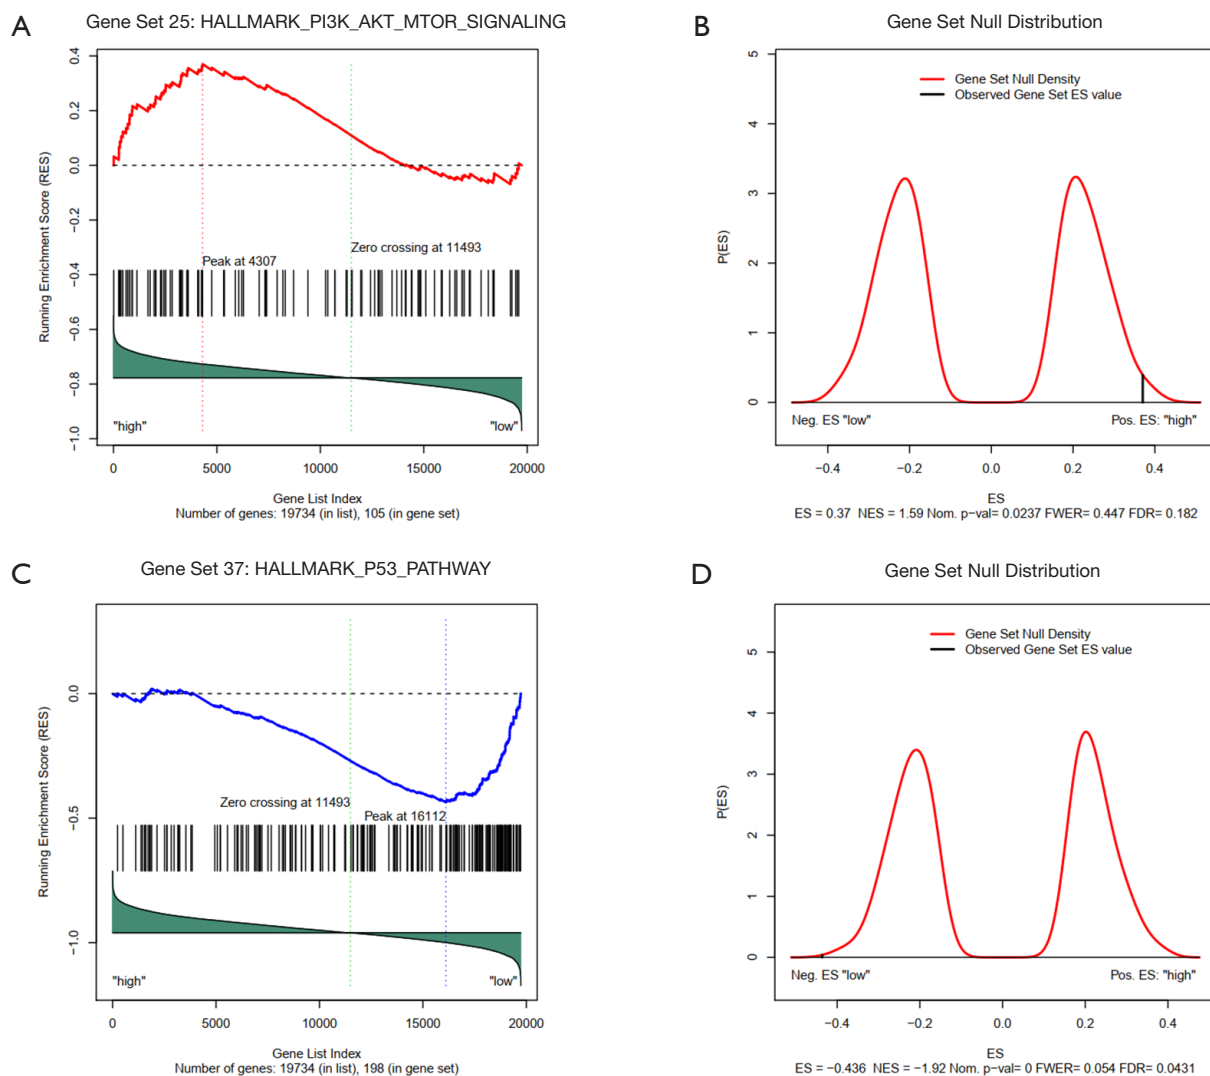 A
Gene Set 25: HALLMARK_PI3K_AKT_MTOR_SIGNALING
Running Enrichment Score (RES)
0.4
0.2
0.0
−0.2
−0.4
−0.6
−0.8
−1.0
Zero crossing at 11493
Peak at 4307
"high"
"low"
0
5000
10000
15000
20000
Gene List Index
Number of genes: 19734 (in list), 105 (in gene set)
B
Gene Set Null Distribution
P(ES)
5
4
3
2
1
0
Gene Set Null Density
Observed Gene Set ES value
Neg. ES "low"
Pos. ES: "high"
−0.4
−0.2
0.0
0.2
0.4
ES
ES = 0.37 NES = 1.59 Nom. p-val= 0.0237 FWER= 0.447 FDR= 0.182
C
Gene Set 37: HALLMARK_P53_PATHWAY
Running Enrichment Score (RES)
0.0
−0.5
−1.0
Zero crossing at 11493
Peak at 16112
"high"
"low"
0
5000
10000
15000
20000
Gene List Index
Number of genes: 19734 (in list), 198 (in gene set)
D
Gene Set Null Distribution
P(ES)
5
4
3
2
1
0
Gene Set Null Density
Observed Gene Set ES value
Neg. ES "low"
Pos. ES: "high"
−0.4
−0.2
0.0
0.2
0.4
ES
ES = −0.436 NES = −1.92 Nom. p-val= 0 FWER= 0.054 FDR= 0.0431